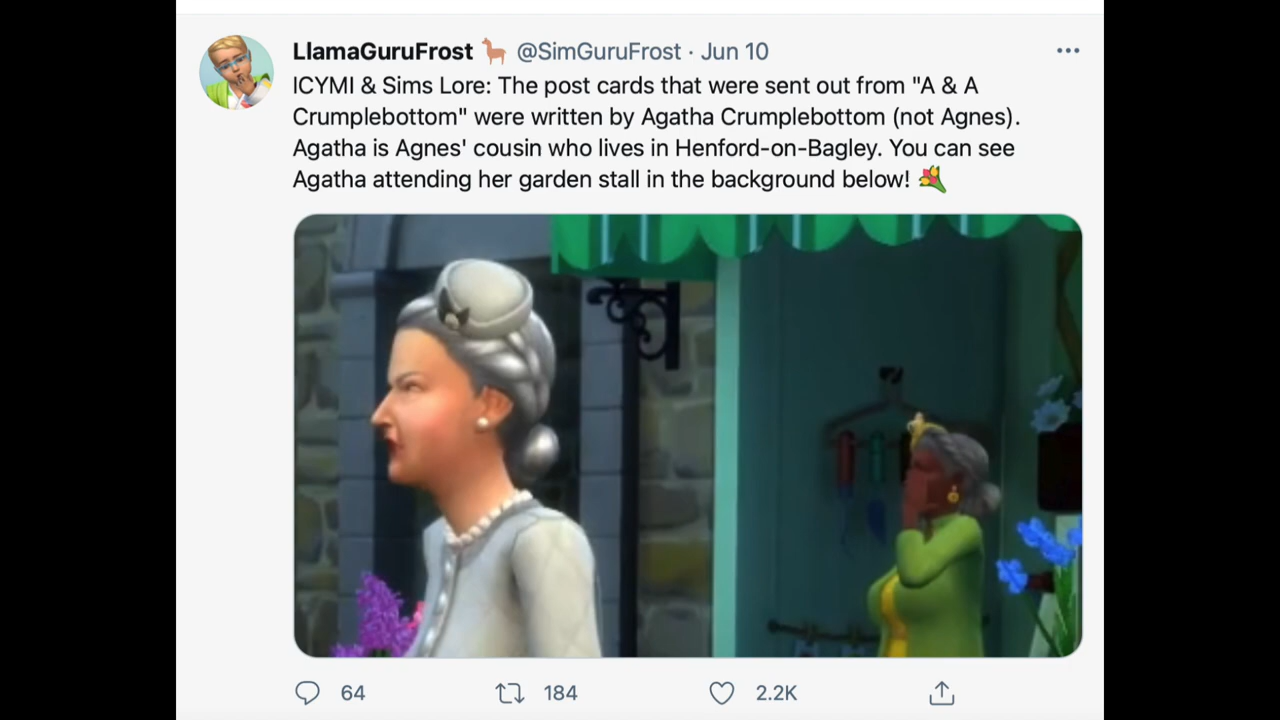 LlamaGuruFrost 🦙 @SimGuruFrost · Jun 10
ICYMI & Sims Lore: The post cards that were sent out from "A & A
Crumplebottom" were written by Agatha Crumplebottom (not Agnes).
Agatha is Agnes' cousin who lives in Henford-on-Bagley. You can see
Agatha attending her garden stall in the background below! 💐
64 184 2.2K